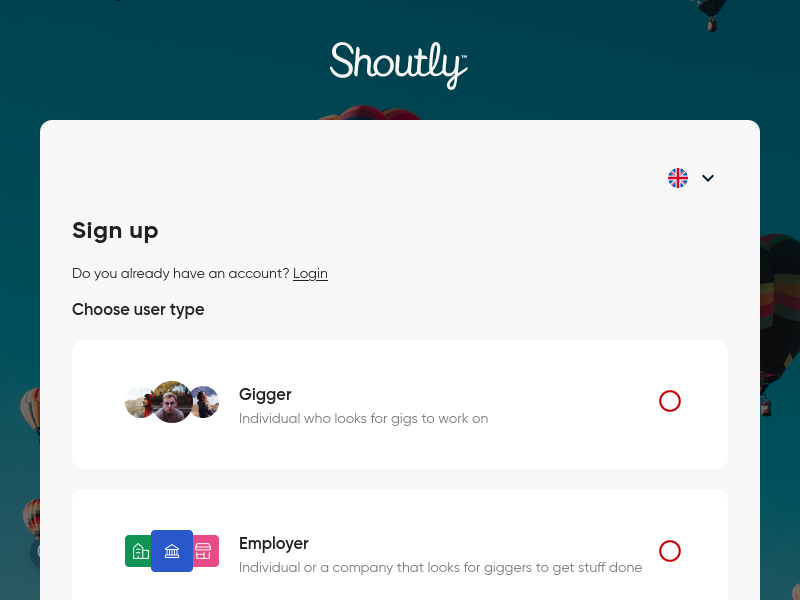 Shoutly™
Sign up
Do you already have an account? Login
Choose user type
Gigger
Individual who looks for gigs to work on
Employer
Individual or a company that looks for giggers to get stuff done